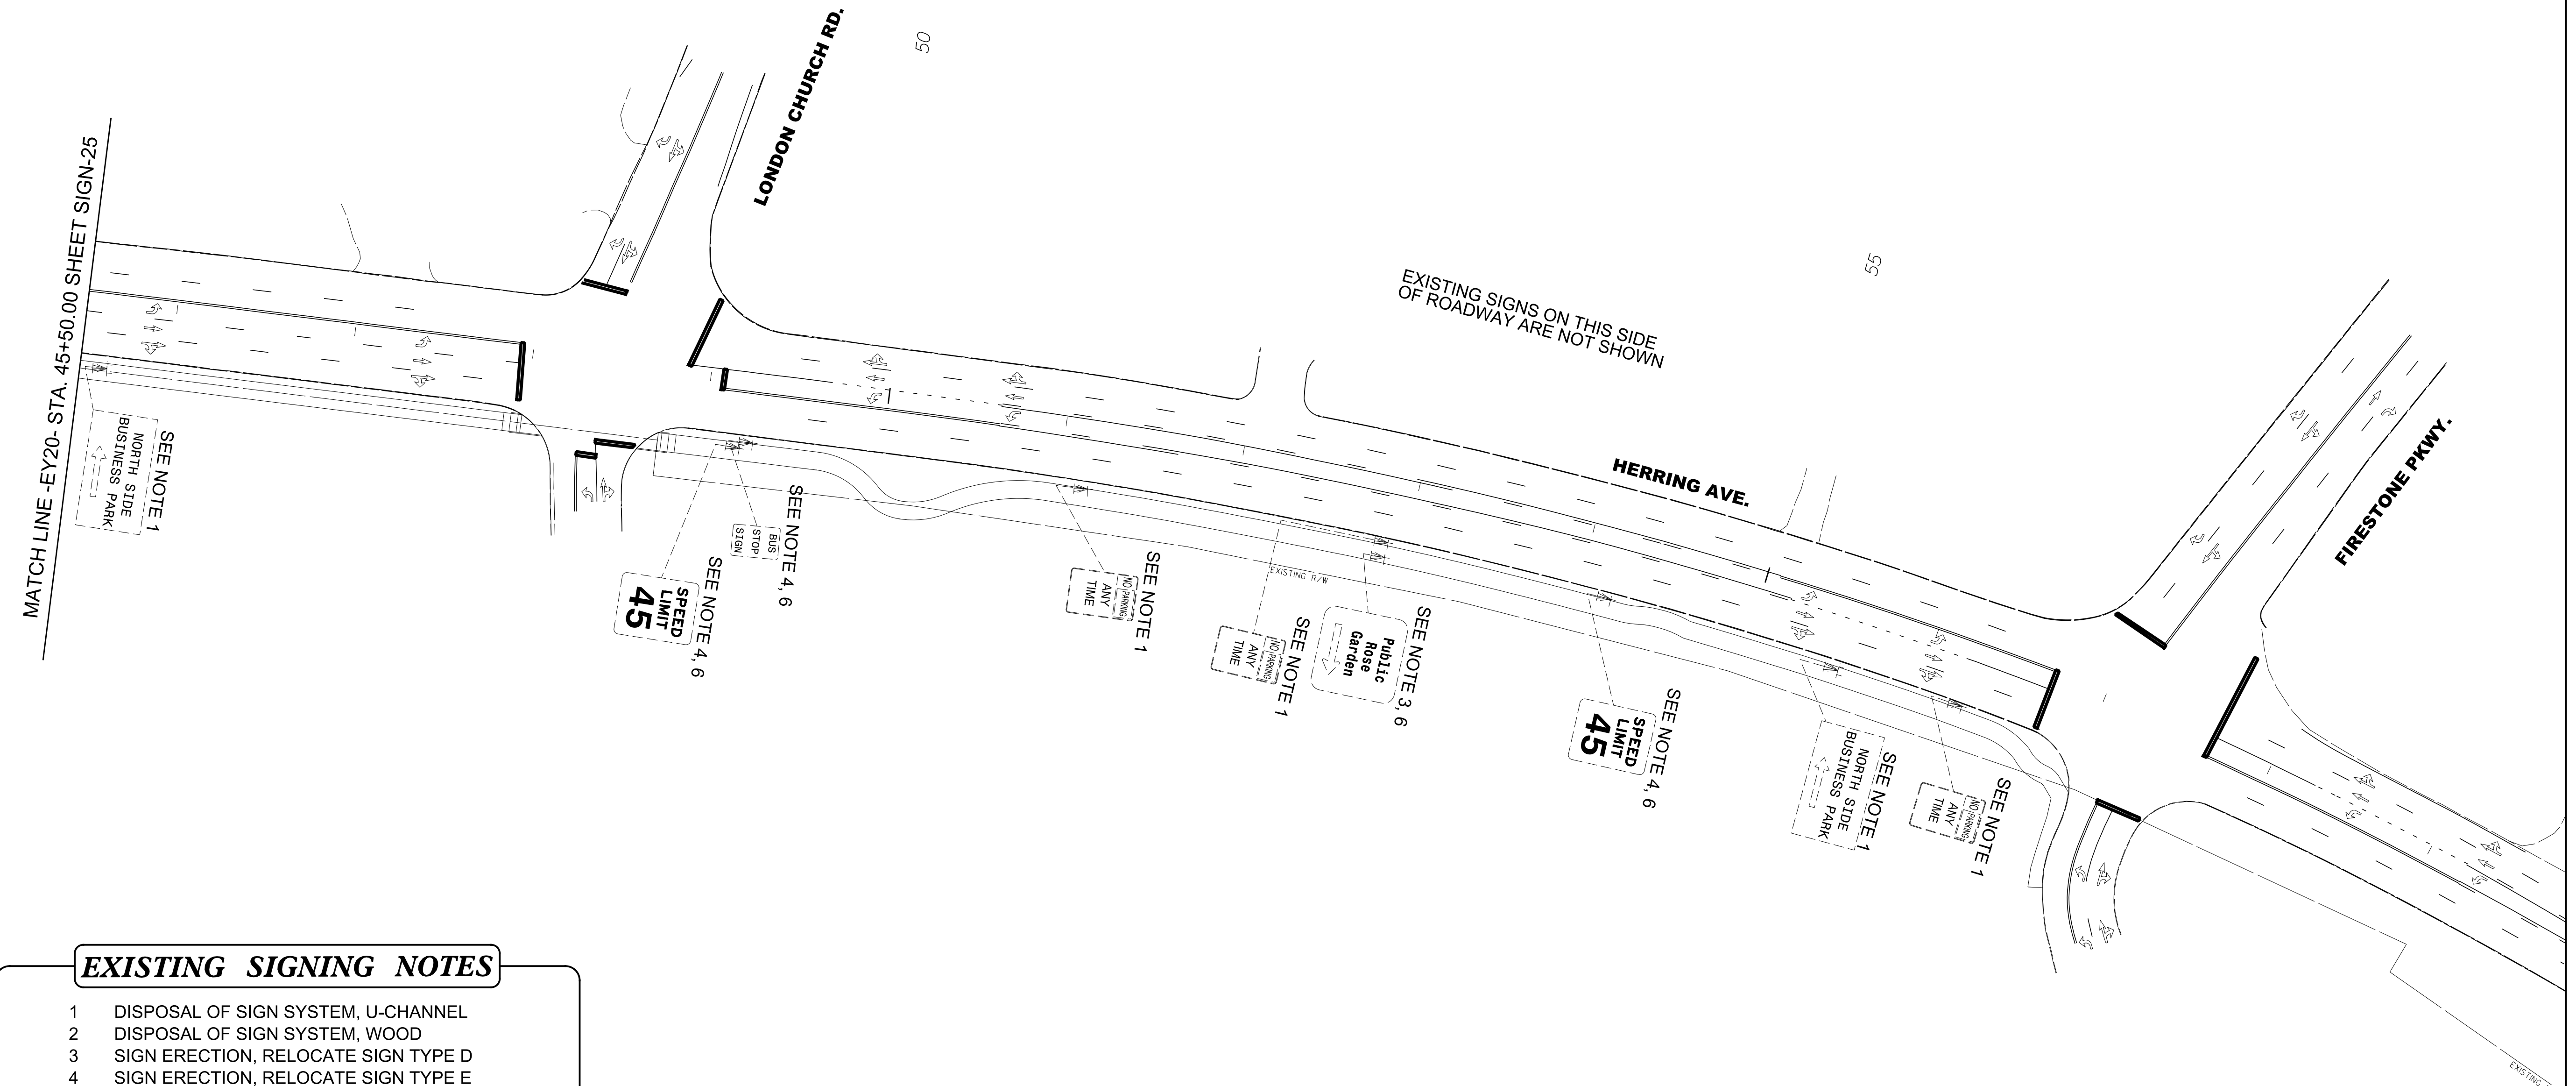 LONDON CHURCH RD.
50
MATCH LINE -EY20- STA. 45+50.00 SHEET SIGN-25
EXISTING SIGNS ON THIS SIDE
OF ROADWAY ARE NOT SHOWN
55
HERRING AVE.
FIRESTONE PKWY.
EXISTING R/W
SEE NOTE 1
NORTH SIDE
BUSINESS PARK
SEE NOTE 4, 6
SPEED
LIMIT
45
SEE NOTE 4, 6
BUS
STOP
SIGN
SEE NOTE 1
NO PARKING
ANY
TIME
SEE NOTE 1
NO PARKING
ANY
TIME
SEE NOTE 3, 6
Public
Rose
Garden
SEE NOTE 4, 6
SPEED
LIMIT
45
SEE NOTE 1
NORTH SIDE
BUSINESS PARK
SEE NOTE 1
NO PARKING
ANY
TIME
EXISTING SIGNING NOTES
1 DISPOSAL OF SIGN SYSTEM, U-CHANNEL
2 DISPOSAL OF SIGN SYSTEM, WOOD
3 SIGN ERECTION, RELOCATE SIGN TYPE D
4 SIGN ERECTION, RELOCATE SIGN TYPE E
EXISTING